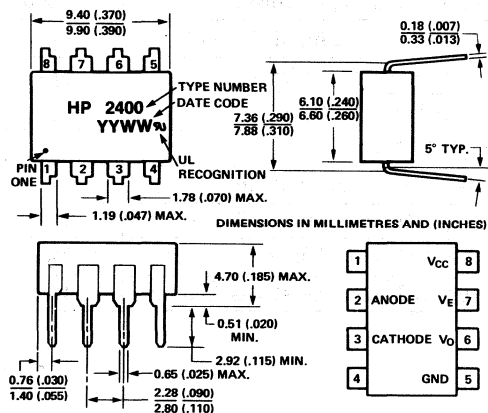 9.40 (.370)
9.90 (.390)
8 7 6 5
HP 2400
YYWW
TYPE NUMBER
DATE CODE
UL
RECOGNITION
PIN
ONE
1 2 3 4
1.78 (.070) MAX.
1.19 (.047) MAX.
0.18 (.007)
0.33 (.013)
7.36 (.290)
7.88 (.310)
6.10 (.240)
6.60 (.260)
5° TYP.
DIMENSIONS IN MILLIMETRES AND (INCHES)
4.70 (.185) MAX.
0.51 (.020)
MIN.
2.92 (.115) MIN.
0.65 (.025) MAX.
0.76 (.030)
1.40 (.055)
2.28 (.090)
2.80 (.110)
1 VCC 8
2 ANODE VE 7
3 CATHODE VO 6
4 GND 5